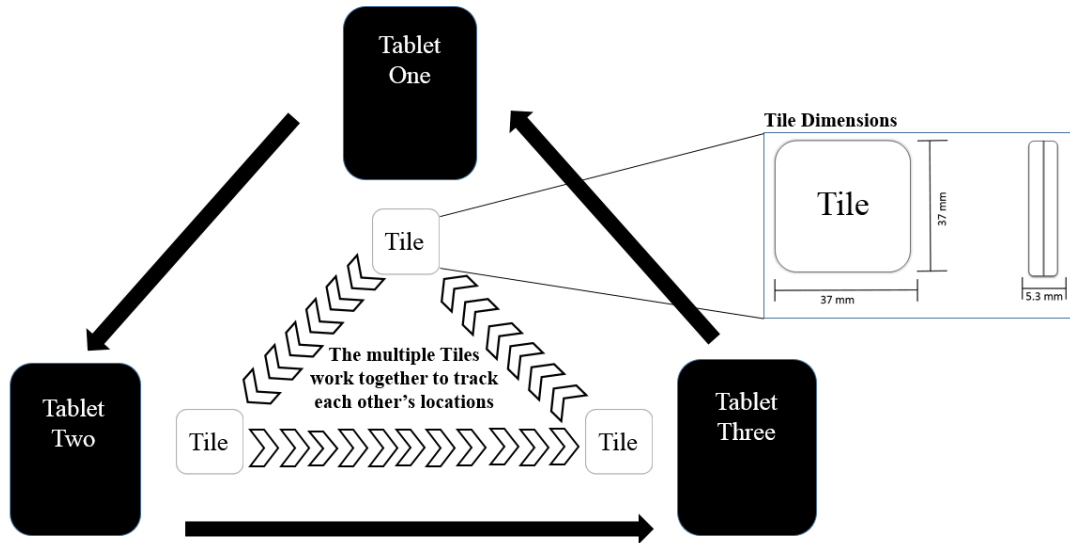 Tablet
One
Tile Dimensions
Tile
37 mm
37 mm
5.3 mm
Tile
The multiple Tiles
work together to track
each other's locations
Tablet
Two
Tile
Tile
Tablet
Three